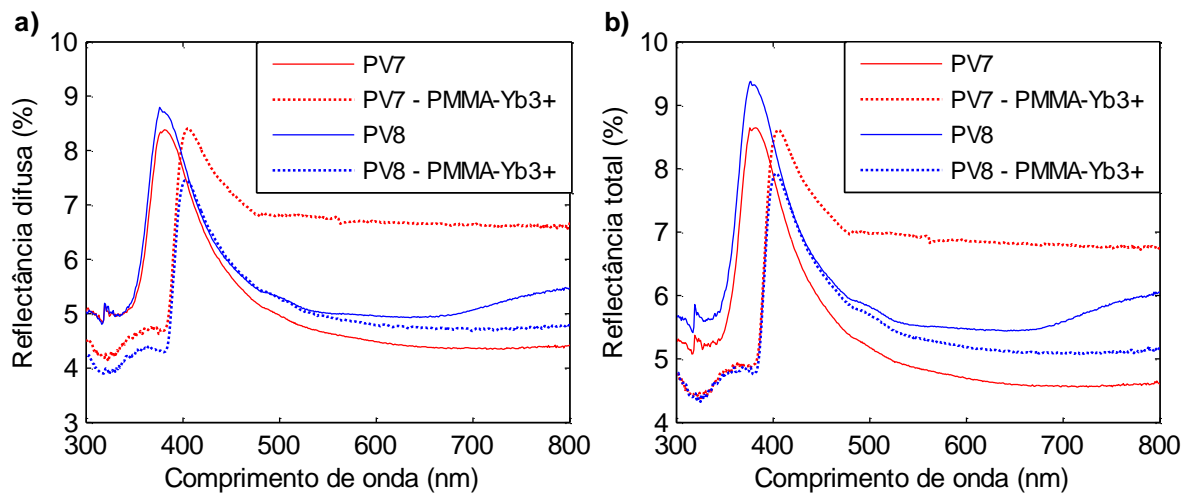 a)
10
9
8
7
6
5
4
3
300 400 500 600 700 800
Comprimento de onda (nm)
Reflectância difusa (%)
PV7
PV7 - PMMA-Yb3+
PV8
PV8 - PMMA-Yb3+
b)
10
9
8
7
6
5
4
300 400 500 600 700 800
Comprimento de onda (nm)
Reflectância total (%)
PV7
PV7 - PMMA-Yb3+
PV8
PV8 - PMMA-Yb3+